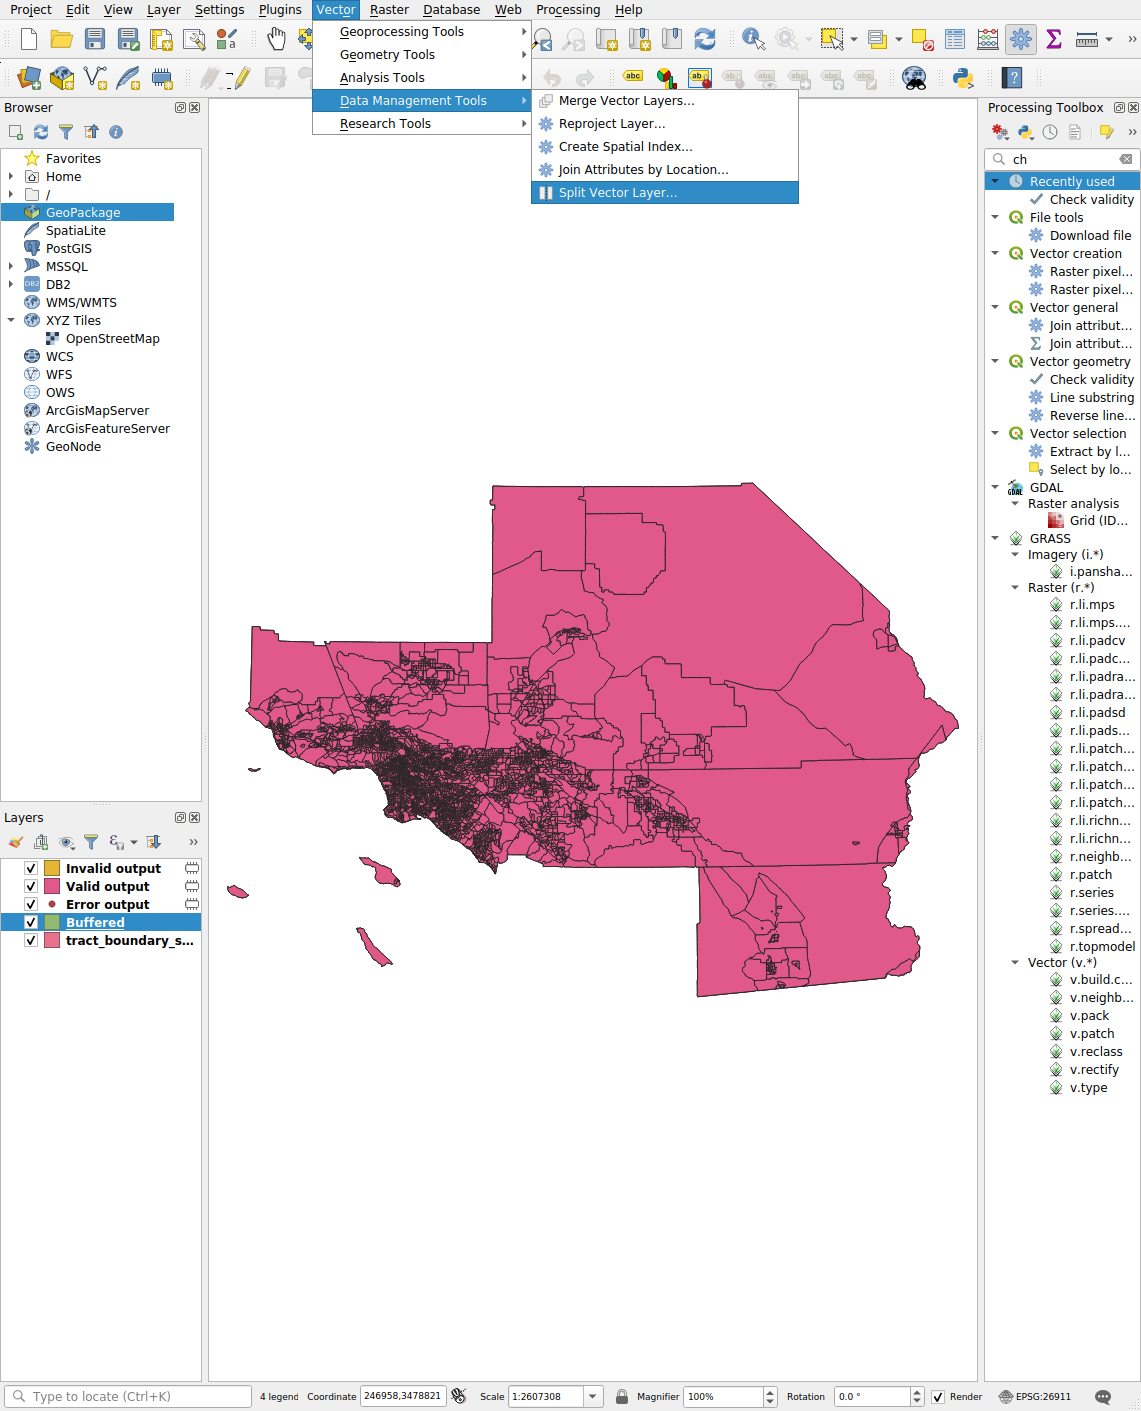 Project Edit View Layer Settings Plugins Vector Raster Database Web Processing Help
Geoprocessing Tools
Geometry Tools
Analysis Tools
Data Management Tools
Research Tools
Merge Vector Layers...
Reproject Layer...
Create Spatial Index...
Join Attributes by Location...
Split Vector Layer...
abc
ab
abc
abc
abc
abc
Browser
Favorites
Home
/
GeoPackage
SpatiaLite
PostGIS
MSSQL
DB2
DB2
WMS/WMTS
XYZ Tiles
OpenStreetMap
WCS
WFS
OWS
ArcGisMapServer
ArcGisFeatureServer
GeoNode
Layers
Invalid output
Valid output
Error output
Buffered
tract_boundary_s...
Processing Toolbox
ch
Recently used
Check validity
File tools
Download file
Vector creation
Raster pixel...
Raster pixel...
Vector general
Join attribut...
Join attribut...
Vector geometry
Check validity
Line substring
Reverse line...
Vector selection
Extract by l...
Select by lo...
GDAL
GDAL
Raster analysis
Grid (ID...
GRASS
Imagery (i.*)
i.pansha...
Raster (r.*)
r.li.mps
r.li.mps....
r.li.padcv
r.li.padc...
r.li.padra...
r.li.padra...
r.li.padsd
r.li.pads...
r.li.patch...
r.li.patch...
r.li.patch...
r.li.patch...
r.li.richn...
r.li.richn...
r.neighb...
r.patch
r.series
r.series....
r.spread...
r.topmodel
Vector (v.*)
v.build.c...
v.neighb...
v.pack
v.patch
v.reclass
v.rectify
v.type
Type to locate (Ctrl+K)
4 legend
Coordinate 246958,3478821
Scale 1:2607308
Magnifier 100%
Rotation 0.0 °
Render
EPSG:26911